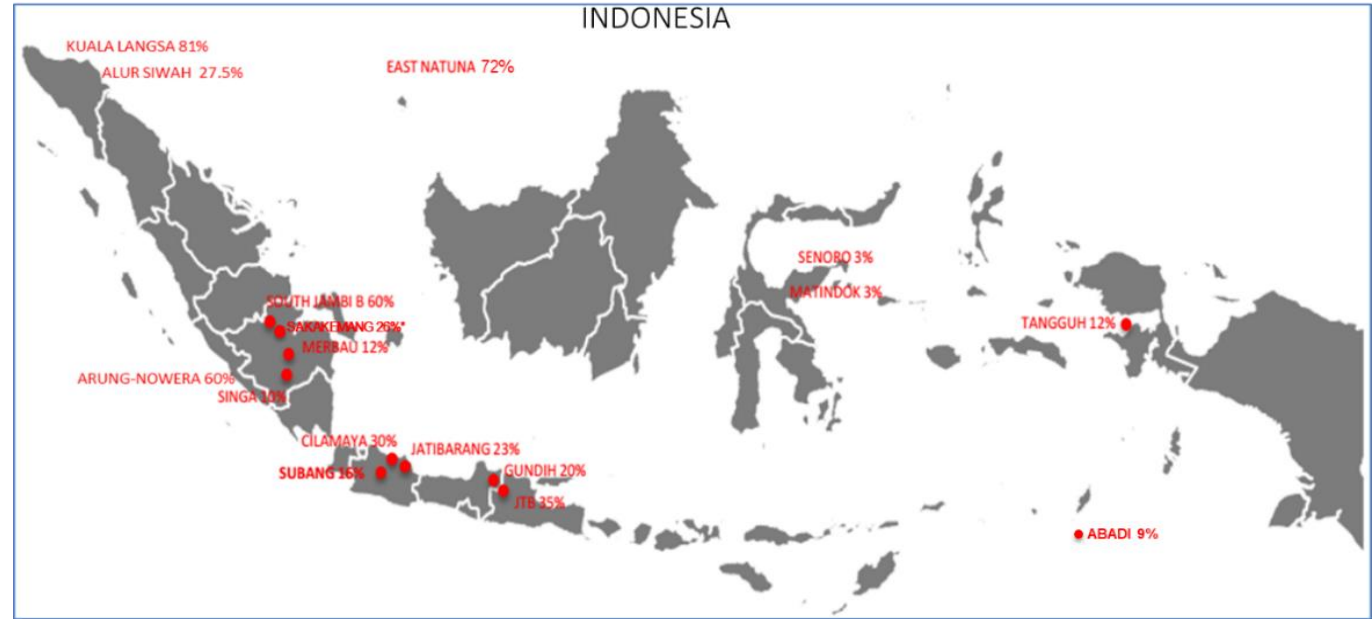 INDONESIA
KUALA LANGSA 81%
ALUR SIWAH 27.5%
EAST NATUNA 72%
SENORO 3%
MATINDOK 3%
SOUTH JAMBI B 60%
SAKAKEMANG 26%*
MERBAU 12%
TANGGUH 12%
ARUNG-NOWERA 60%
SINGA 10%
CILAMAYA 30%
JATIBARANG 23%
SUBANG 16%
GUNDIH 20%
JTB 35%
ABADI 9%